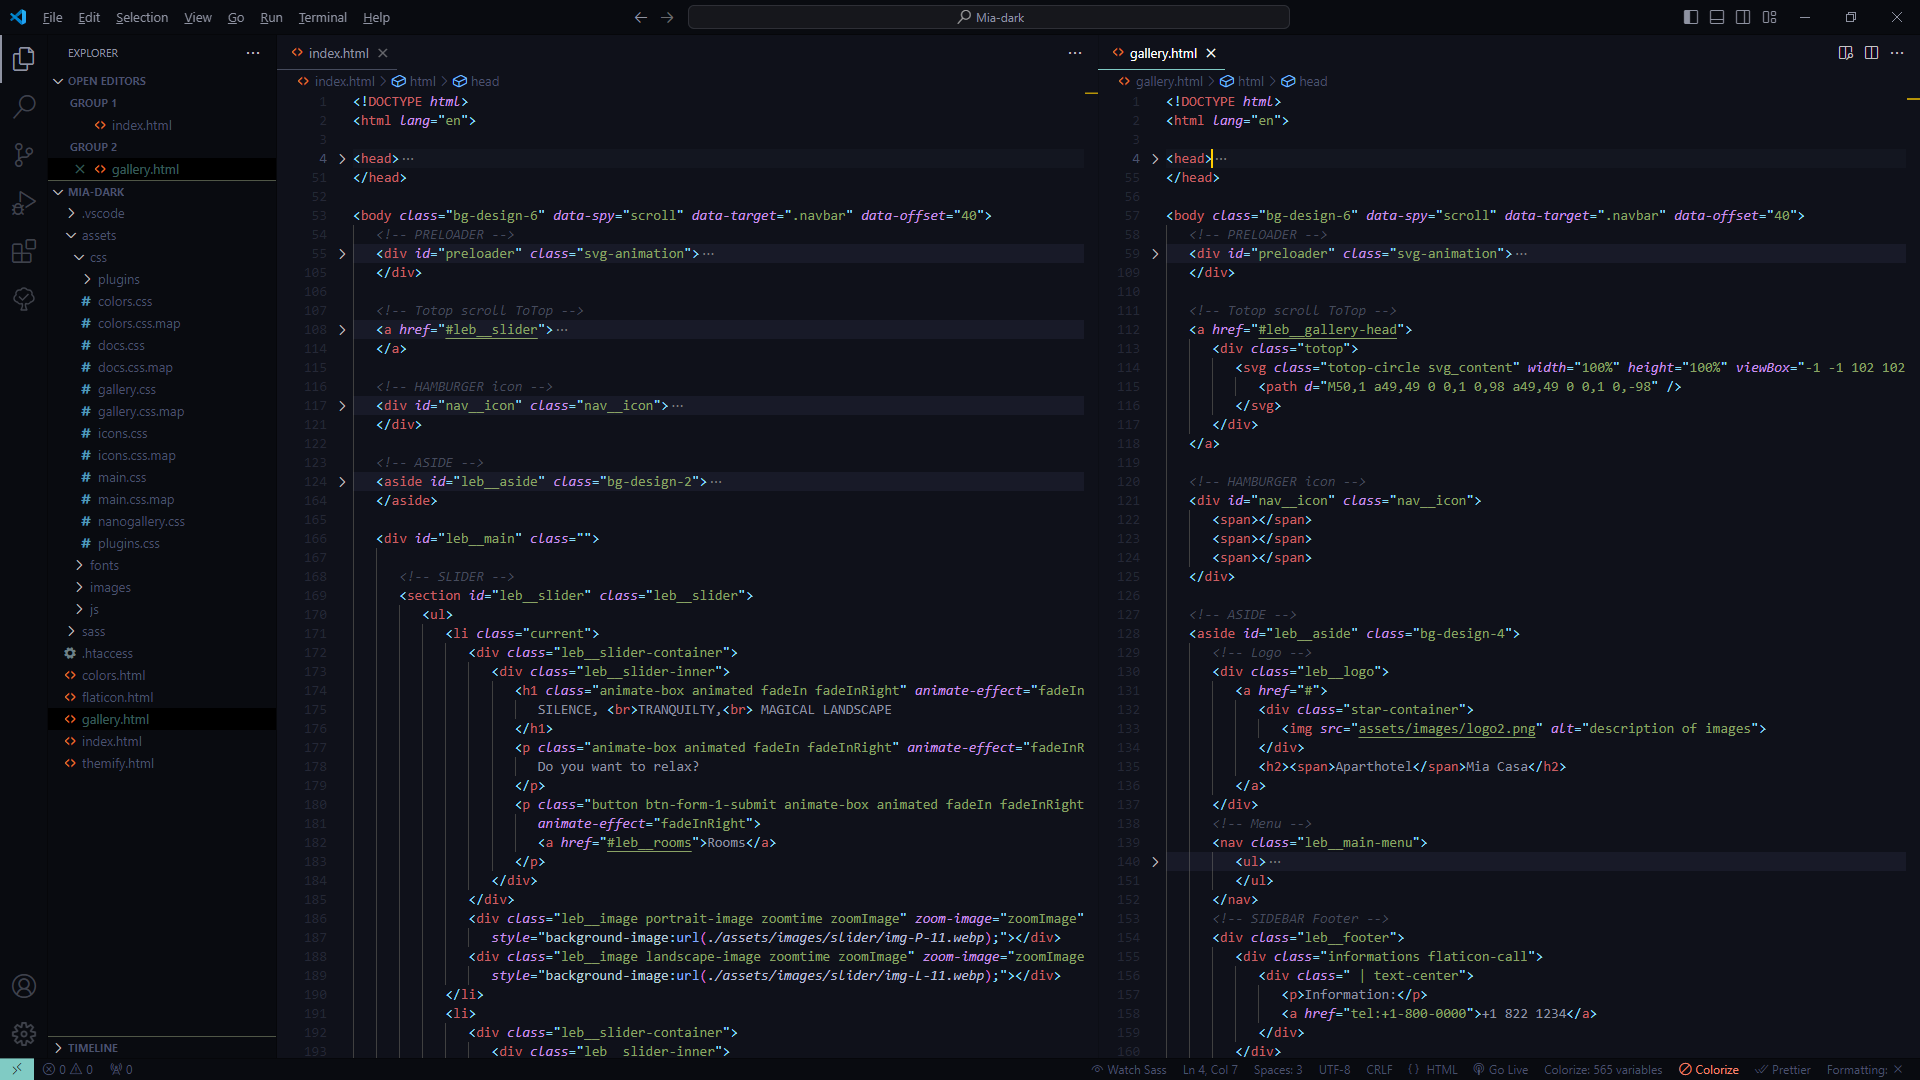 File Edit Selection View Go Run Terminal Help
Mia-dark
EXPLORER
OPEN EDITORS
GROUP 1
index.html
GROUP 2
gallery.html
MIA-DARK
.vscode
assets
css
plugins
# colors.css
# colors.css.map
# docs.css
# docs.css.map
# gallery.css
# gallery.css.map
# icons.css
# icons.css.map
# main.css
# main.css.map
# nanogallery.css
# plugins.css
fonts
images
js
sass
.htaccess
colors.html
flaticon.html
gallery.html
index.html
themify.html
TIMELINE
index.html
index.html > html > head
1 <!DOCTYPE html>
2 <html lang="en">
3
4 <head>…
51 </head>
52
53 <body class="bg-design-6" data-spy="scroll" data-target=".navbar" data-offset="40">
54 <!-- PRELOADER -->
55 <div id="preloader" class="svg-animation">…
105 </div>
106
107 <!-- Totop scroll ToTop -->
108 <a href="#leb__slider">…
114 </a>
115
116 <!-- HAMBURGER icon -->
117 <div id="nav__icon" class="nav__icon">…
121 </div>
122
123 <!-- ASIDE -->
124 <aside id="leb__aside" class="bg-design-2">…
164 </aside>
165
166 <div id="leb__main" class="">
167
168 <!-- SLIDER -->
169 <section id="leb__slider" class="leb__slider">
170 <ul>
171 <li class="current">
172 <div class="leb__slider-container">
173 <div class="leb__slider-inner">
174 <h1 class="animate-box animated fadeIn fadeInRight" animate-effect="fadeIn
175 SILENCE, <br>TRANQUILTY,<br> MAGICAL LANDSCAPE
176 </h1>
177 <p class="animate-box animated fadeIn fadeInRight" animate-effect="fadeInR
178 Do you want to relax?
179 </p>
180 <p class="button btn-form-1-submit animate-box animated fadeIn fadeInRight
181 animate-effect="fadeInRight">
182 <a href="#leb__rooms">Rooms</a>
183 </p>
184 </div>
185 </div>
186 <div class="leb__image portrait-image zoomtime zoomImage" zoom-image="zoomImage"
187 style="background-image:url(./assets/images/slider/img-P-11.webp);"></div>
188 <div class="leb__image landscape-image zoomtime zoomImage" zoom-image="zoomImage
189 style="background-image:url(./assets/images/slider/img-L-11.webp);"></div>
190 </li>
191 <li>
192 <div class="leb__slider-container">
193 <div class="leb__slider-inner">
gallery.html
gallery.html > html > head
1 <!DOCTYPE html>
2 <html lang="en">
3
4 <head>…
55 </head>
56
57 <body class="bg-design-6" data-spy="scroll" data-target=".navbar" data-offset="40">
58 <!-- PRELOADER -->
59 <div id="preloader" class="svg-animation">…
109 </div>
110
111 <!-- Totop scroll ToTop -->
112 <a href="#leb__gallery-head">
113 <div class="totop">
114 <svg class="totop-circle svg_content" width="100%" height="100%" viewBox="-1 -1 102 102
115 <path d="M50,1 a49,49 0 0,1 0,98 a49,49 0 0,1 0,-98" />
116 </svg>
117 </div>
118 </a>
119
120 <!-- HAMBURGER icon -->
121 <div id="nav__icon" class="nav__icon">
122 <span></span>
123 <span></span>
124 <span></span>
125 </div>
126
127 <!-- ASIDE -->
128 <aside id="leb__aside" class="bg-design-4">
129 <!-- Logo -->
130 <div class="leb__logo">
131 <a href="#">
132 <div class="star-container">
133 <img src="assets/images/logo2.png" alt="description of images">
134 </div>
135 <h2><span>Aparthotel</span>Mia Casa</h2>
136 </a>
137 </div>
138 <!-- Menu -->
139 <nav class="leb__main-menu">
140 <ul>…
151 </ul>
152 </nav>
153 <!-- SIDEBAR Footer -->
154 <div class="leb__footer">
155 <div class="informations flaticon-call">
156 <div class=" | text-center">
157 <p>Information:</p>
158 <a href="tel:+1-800-0000">+1 822 1234</a>
159 </div>
160 </div>
0 0 0 Watch Sass Ln 4, Col 7 Spaces: 3 UTF-8 CRLF {} HTML Go Live Colorize: 565 variables Colorize Prettier Formatting: ×